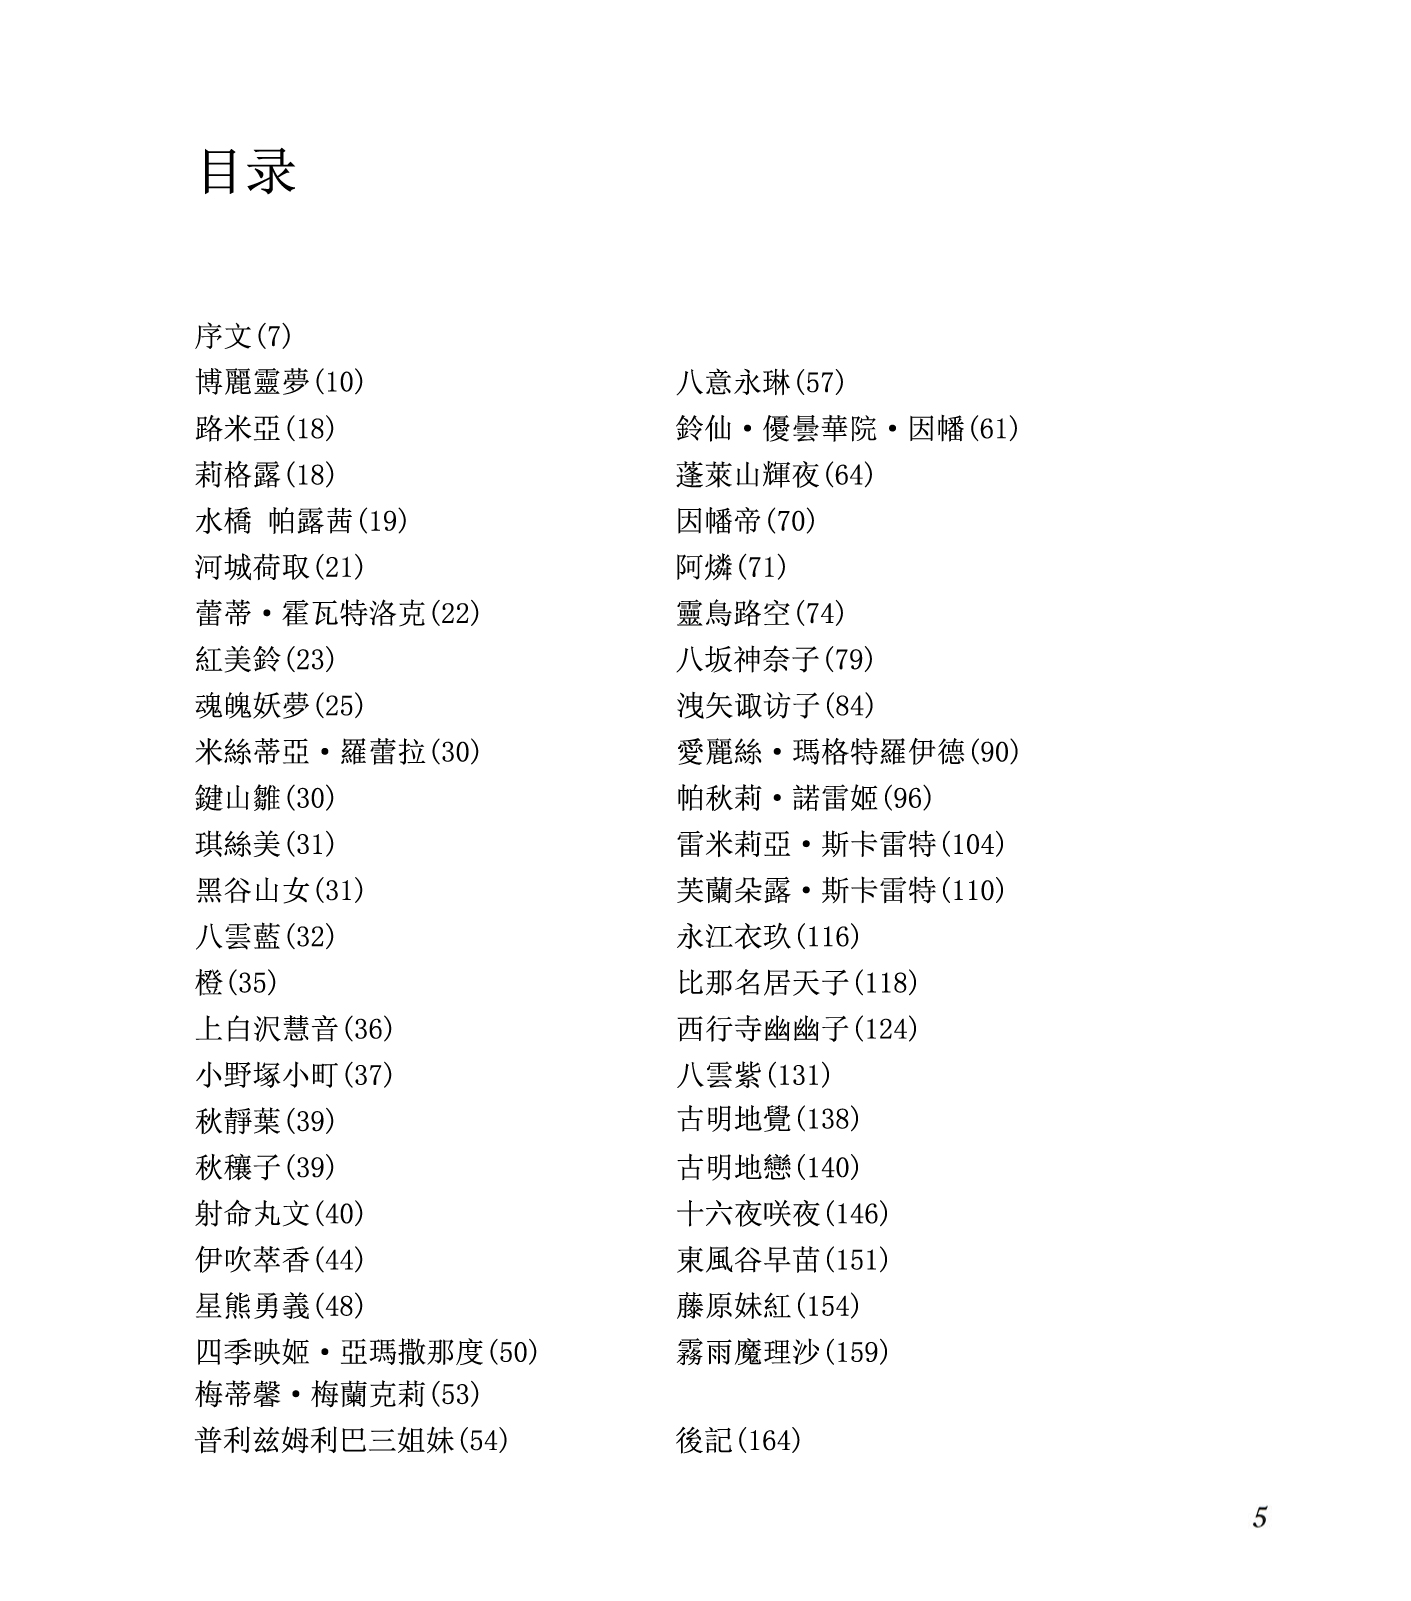 目录
序文(7)
博麗靈夢(10)
路米亞(18)
莉格露(18)
水橋 帕露茜(19)
河城荷取(21)
蕾蒂・霍瓦特洛克(22)
紅美鈴(23)
魂魄妖夢(25)
米絲蒂亞・羅蕾拉(30)
鍵山雛(30)
琪絲美(31)
黑谷山女(31)
八雲藍(32)
橙(35)
上白沢慧音(36)
小野塚小町(37)
秋靜葉(39)
秋穰子(39)
射命丸文(40)
伊吹萃香(44)
星熊勇義(48)
四季映姬・亞瑪撒那度(50)
梅蒂馨・梅蘭克莉(53)
普利兹姆利巴三姐妹(54)
八意永琳(57)
鈴仙・優曇華院・因幡(61)
蓬萊山輝夜(64)
因幡帝(70)
阿燐(71)
靈鳥路空(74)
八坂神奈子(79)
洩矢诹访子(84)
愛麗絲・瑪格特羅伊德(90)
帕秋莉・諾雷姬(96)
雷米莉亞・斯卡雷特(104)
芙蘭朵露・斯卡雷特(110)
永江衣玖(116)
比那名居天子(118)
西行寺幽幽子(124)
八雲紫(131)
古明地覺(138)
古明地戀(140)
十六夜咲夜(146)
東風谷早苗(151)
藤原妹紅(154)
霧雨魔理沙(159)
後記(164)
5